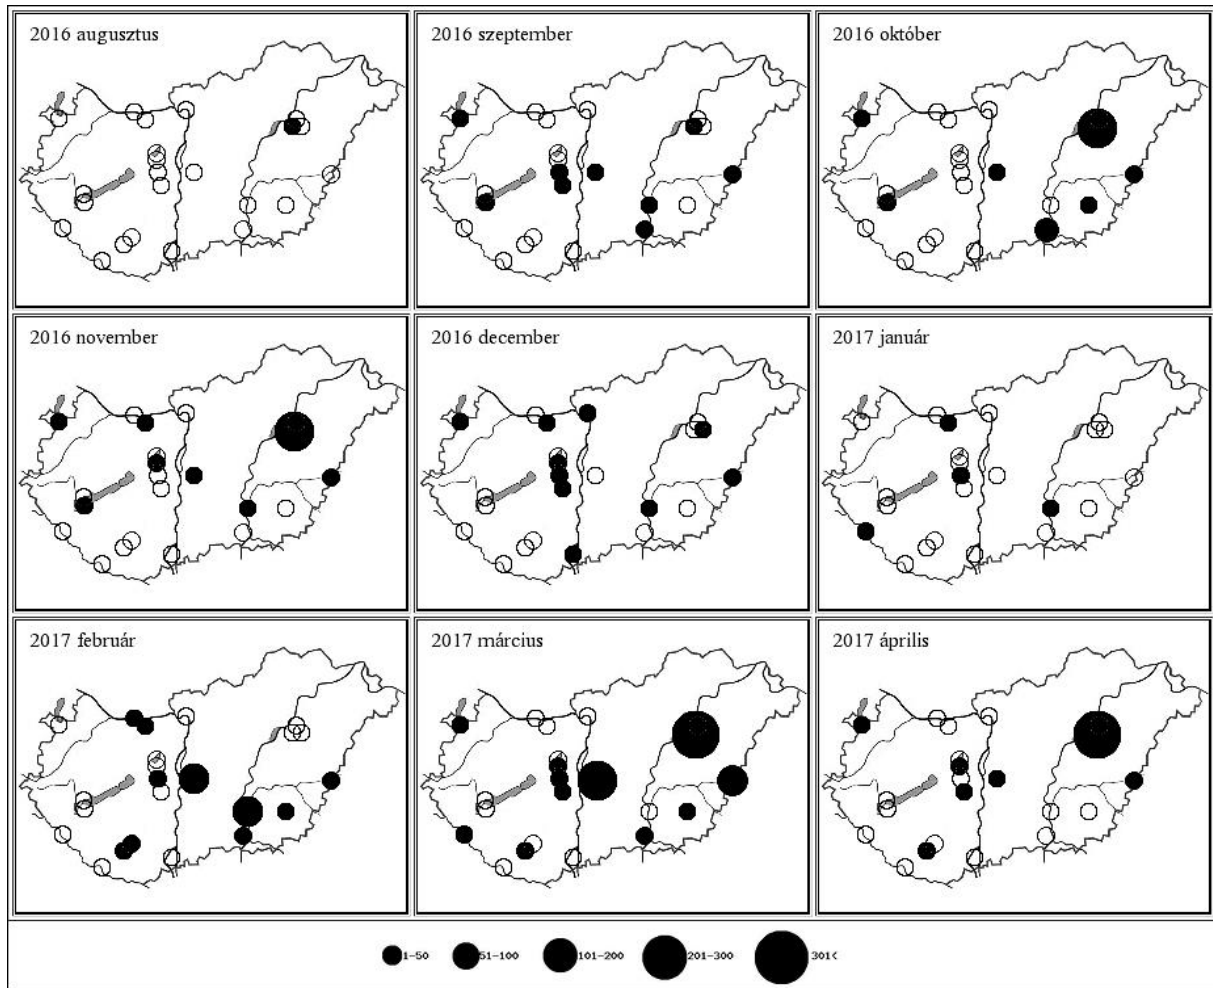 2016 augusztus
2016 szeptember
2016 október
2016 november
2016 december
2017 január
2017 február
2017 március
2017 április
1-50 51-100 101-200 201-300 301<